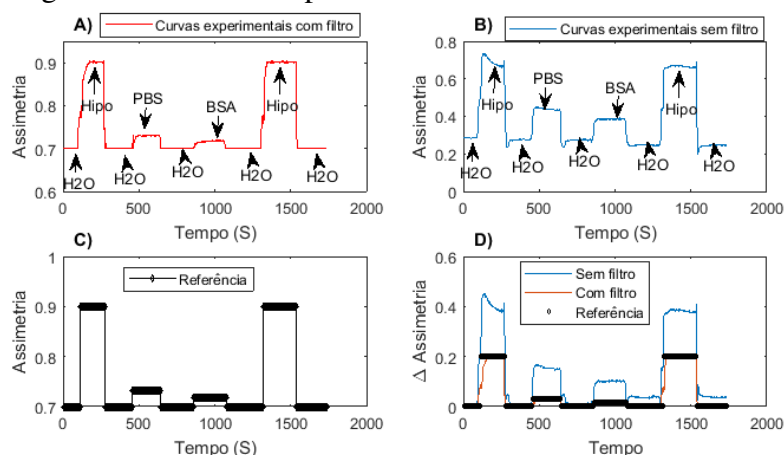 A)
Curvas experimentais com filtro
Assimetria
0.9
0.8
0.7
0.6
Hipo
PBS
BSA
Hipo
H2O
H2O
H2O
H2O
H2O
0
500
1000
1500
2000
Tempo (S)
B)
Curvas experimentais sem filtro
Assimetria
0.8
0.6
0.4
0.2
0
Hipo
PBS
BSA
Hipo
H2O
H2O
H2O
H2O
H2O
0
500
1000
1500
2000
Tempo (S)
C)
Referência
Assimetria
1
0.9
0.8
0.7
0
500
1000
1500
2000
Tempo (S)
D)
Sem filtro
Com filtro
Referência
Δ Assimetria
0.6
0.4
0.2
0
0
500
1000
1500
2000
Tempo